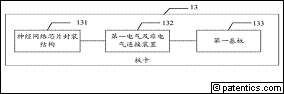 13
131
132
133
神经网络芯片封装
结构
第一电气及非电
气连接装置
第一基板
板卡
© patentics.com